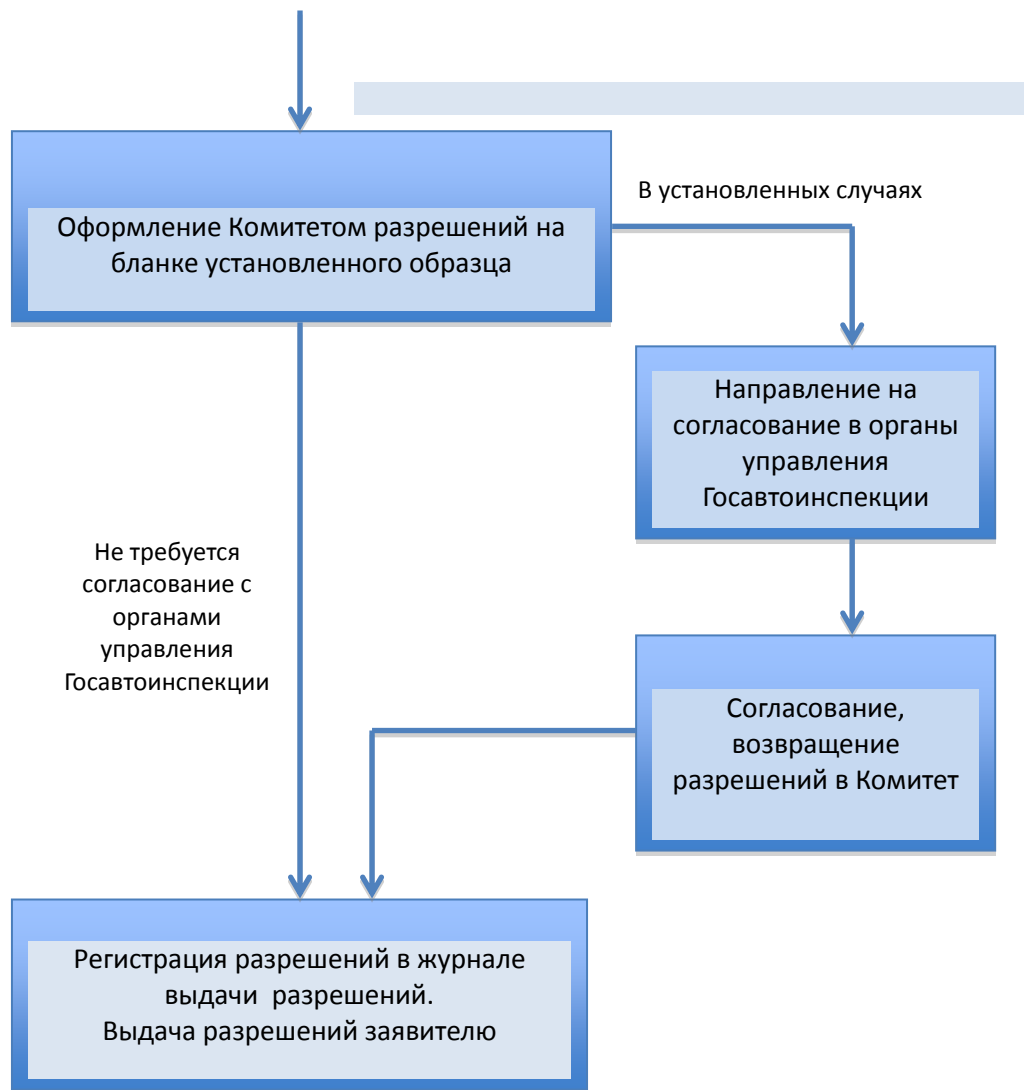 В установленных случаях
Оформление Комитетом разрешений на
бланке установленного образца
Направление на
согласование в органы
управления
Госавтоинспекции
Не требуется
согласование с
органами
управления
Госавтоинспекции
Согласование,
возвращение
разрешений в Комитет
Регистрация разрешений в журнале
выдачи  разрешений.
Выдача разрешений заявителю